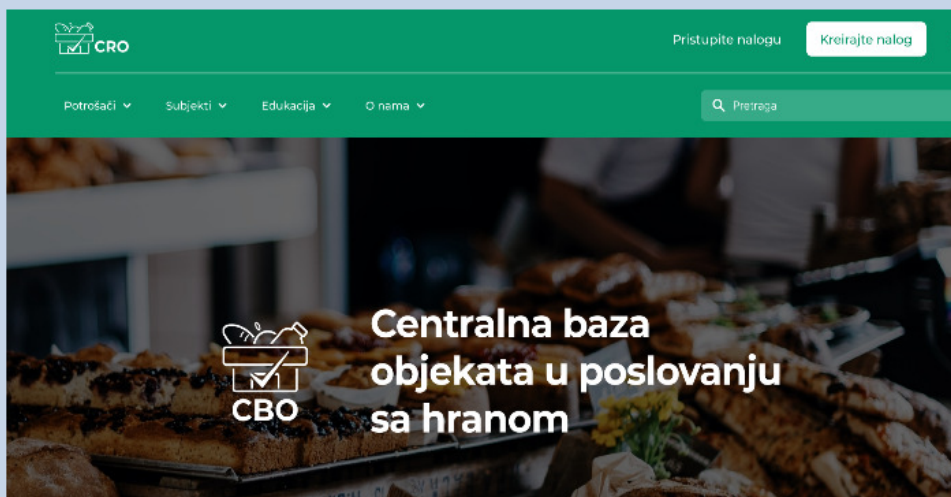 CRO
Pristupite nalogu
Kreirajte nalog
Potrošači
Subjekti
Edukacija
O nama
Pretraga
CBO
Centralna baza
objekata u poslovanju
sa hranom